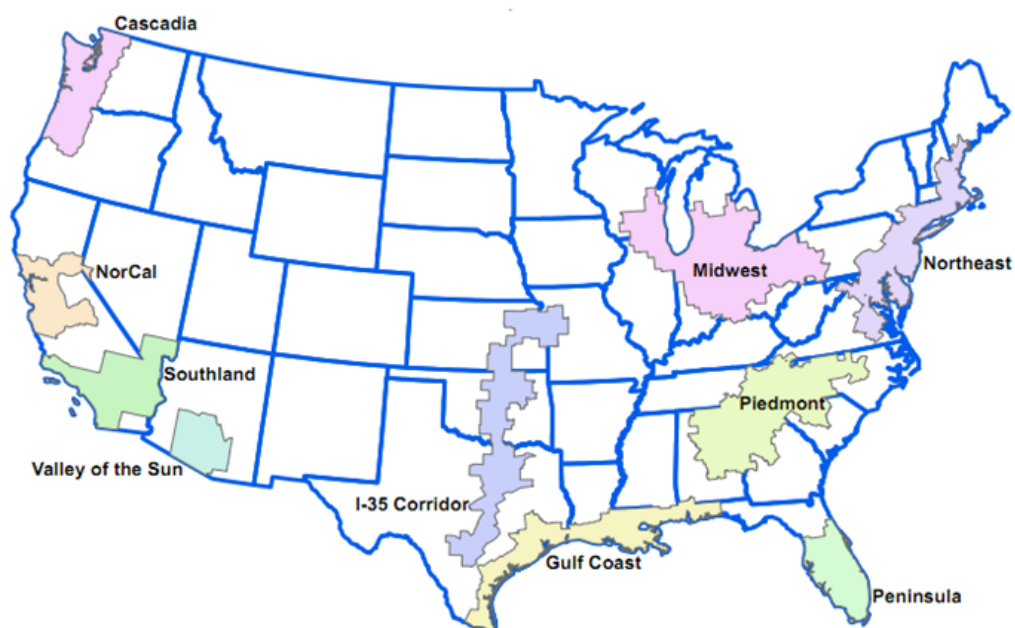 Cascadia
NorCal
Midwest
Northeast
Southland
Piedmont
Valley of the Sun
I-35 Corridor
Gulf Coast
Peninsula